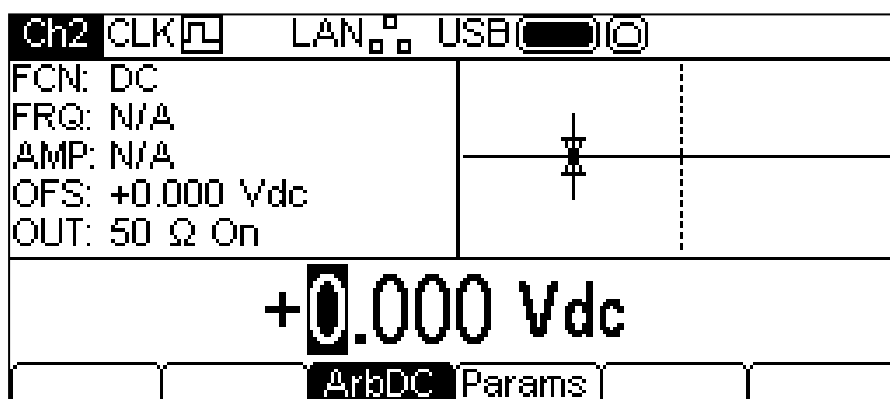 Ch2 CLK LAN USB
FCN: DC
FRQ: N/A
AMP: N/A
OFS: +0.000 Vdc
OUT: 50 Ω On
+0.000 Vdc
ArbDC Params